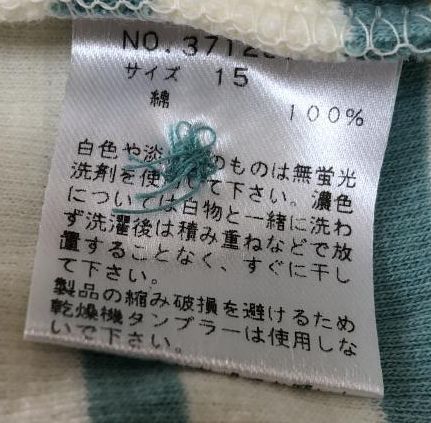 NO.3712
サイズ 15
綿 100%
白色や淡のものは無蛍光
洗剤を使して下さい。濃色
については白物と一緒に洗わ
ず洗濯後は積み重ねなどで放
置することなく、すぐに干し
て下さい。
製品の縮み破損を避けるため
乾燥機タンブラーは使用しな
いで下さい。